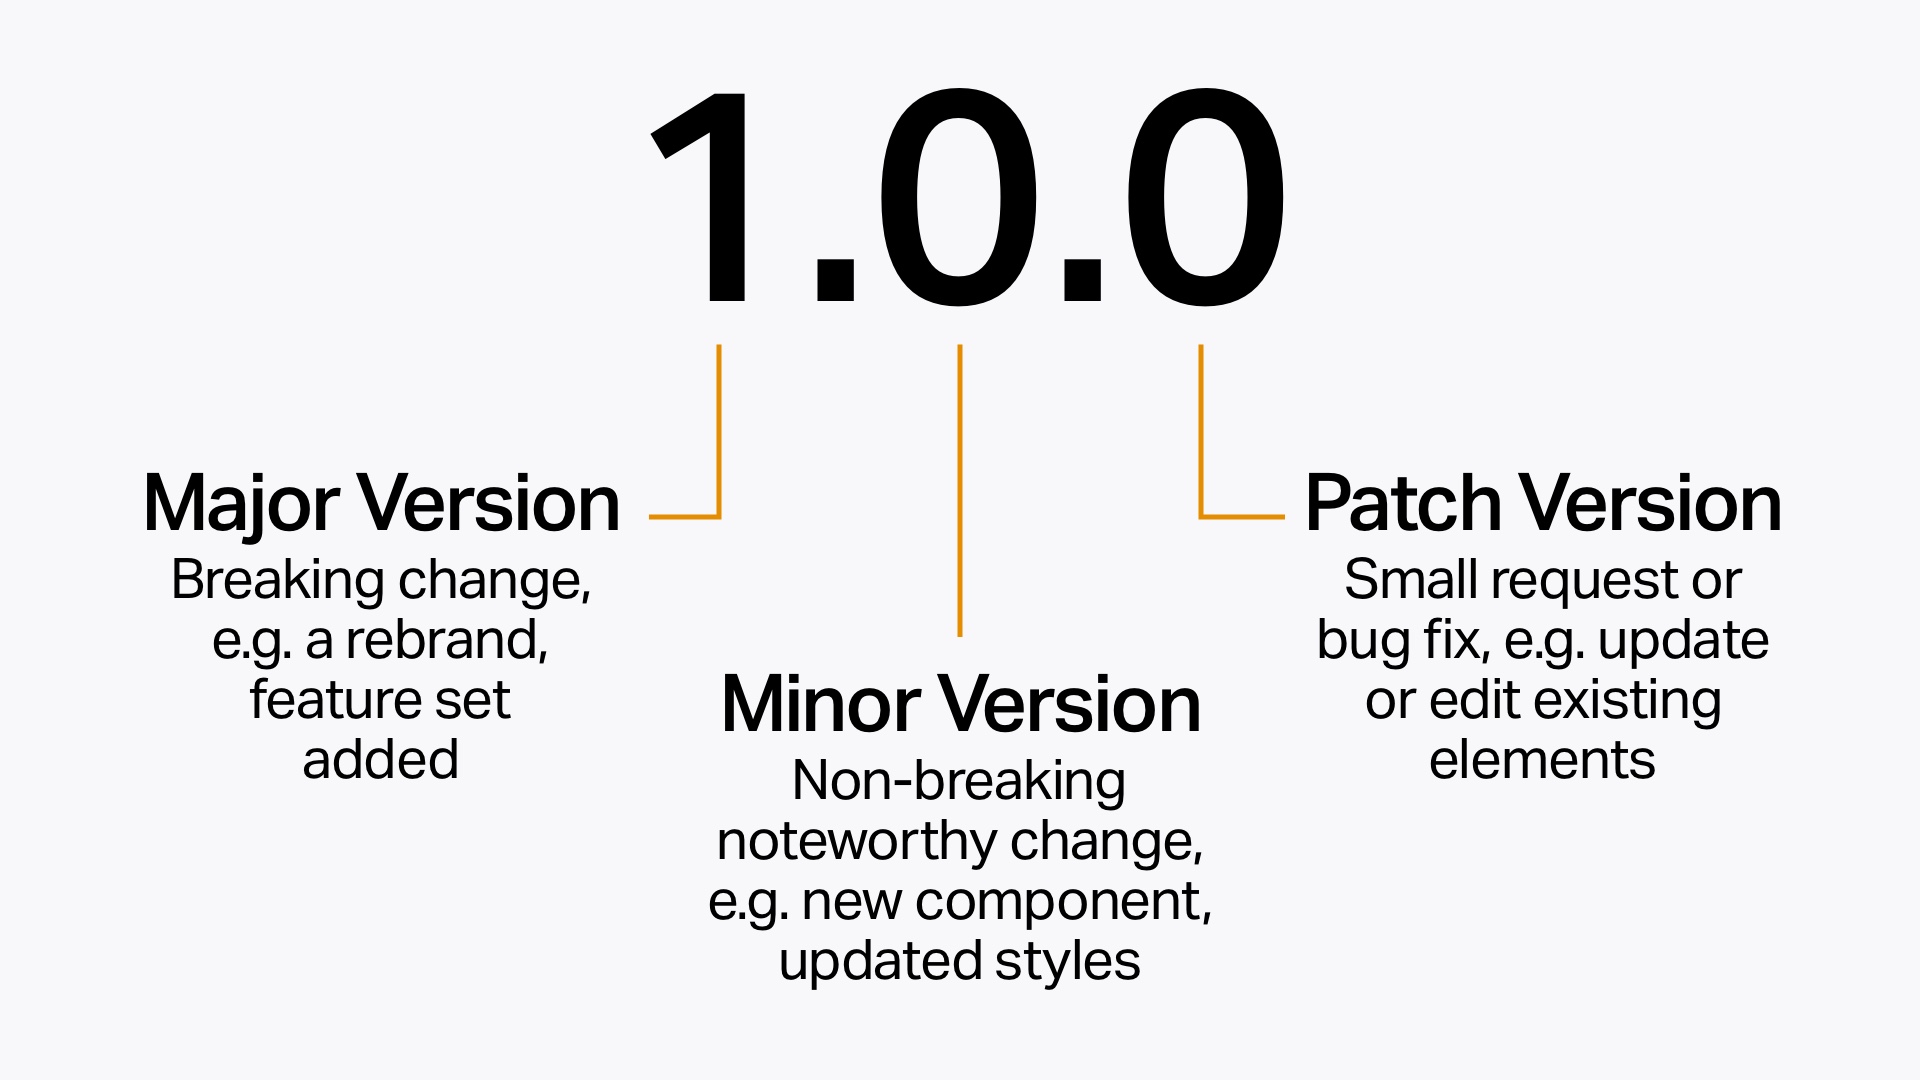 1.0.0
Major Version
Breaking change,
e.g. a rebrand,
feature set
added
Minor Version
Non-breaking
noteworthy change,
e.g. new component,
updated styles
Patch Version
Small request or
bug fix, e.g. update
or edit existing
elements